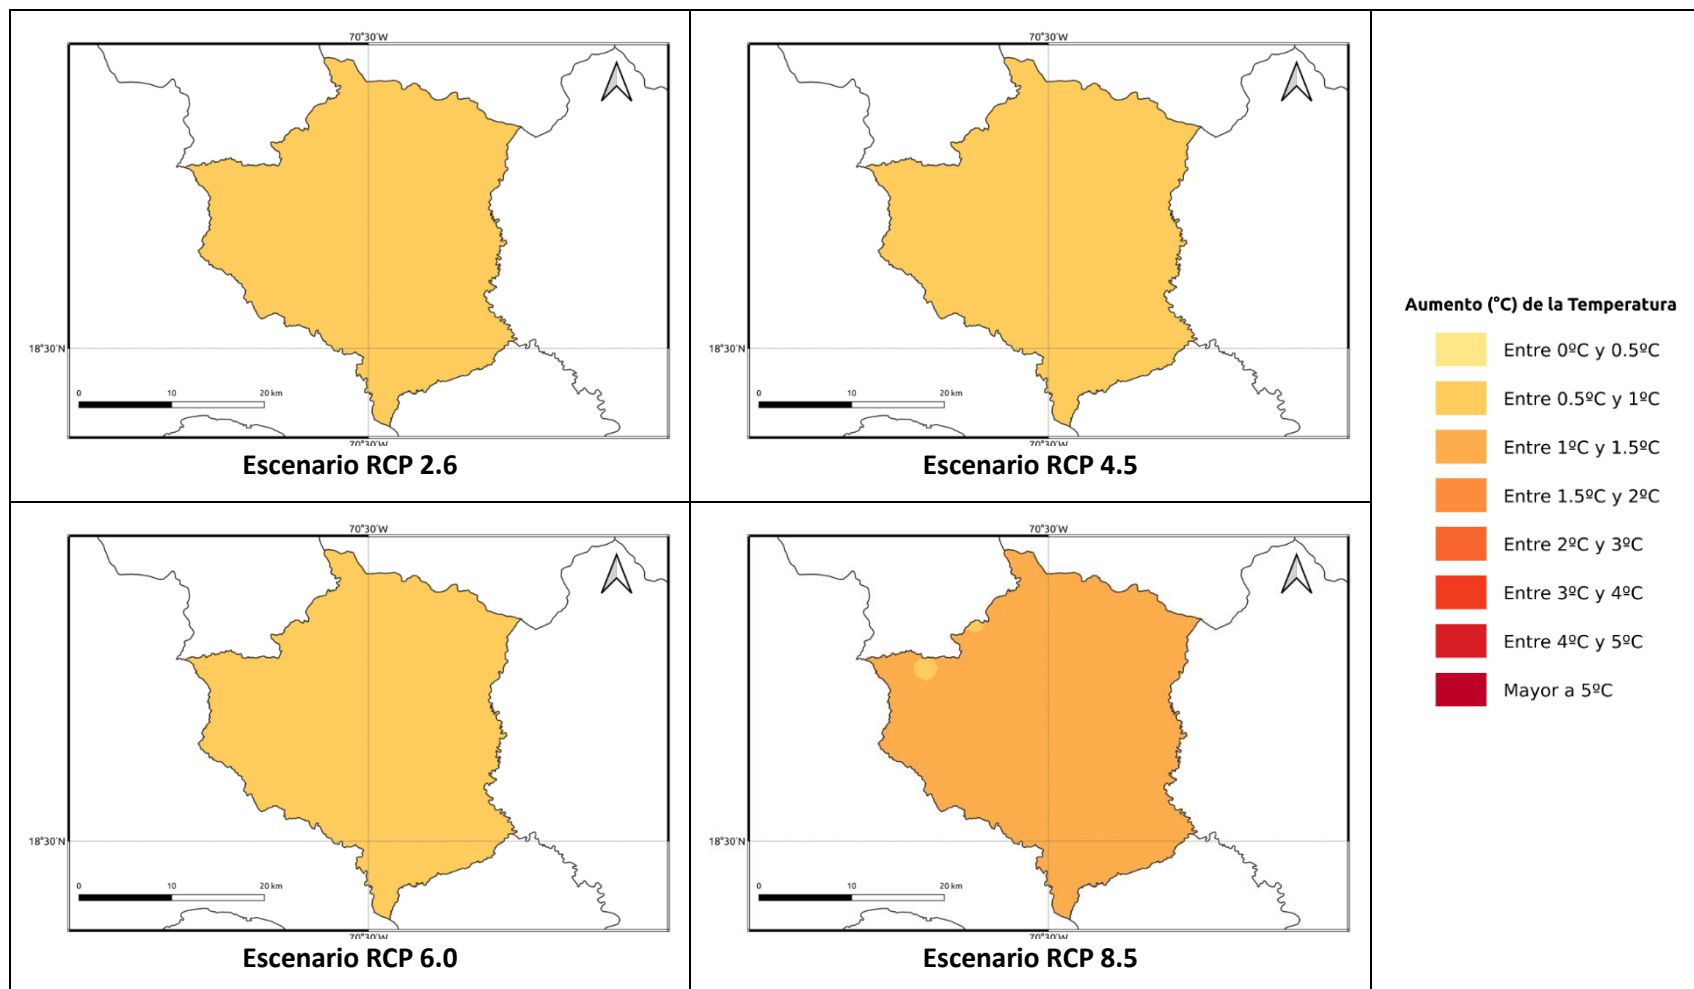 70°30'W
18°30'N
0 10 20 km
70°30'W
Escenario RCP 2.6
70°30'W
18°30'N
0 10 20 km
70°30'W
Escenario RCP 4.5
70°30'W
18°30'N
0 10 20 km
70°30'W
Escenario RCP 6.0
70°30'W
18°30'N
0 10 20 km
70°30'W
Escenario RCP 8.5
Aumento (°C) de la Temperatura
Entre 0ºC y 0.5ºC
Entre 0.5ºC y 1ºC
Entre 1ºC y 1.5ºC
Entre 1.5ºC y 2ºC
Entre 2ºC y 3ºC
Entre 3ºC y 4ºC
Entre 4ºC y 5ºC
Mayor a 5ºC